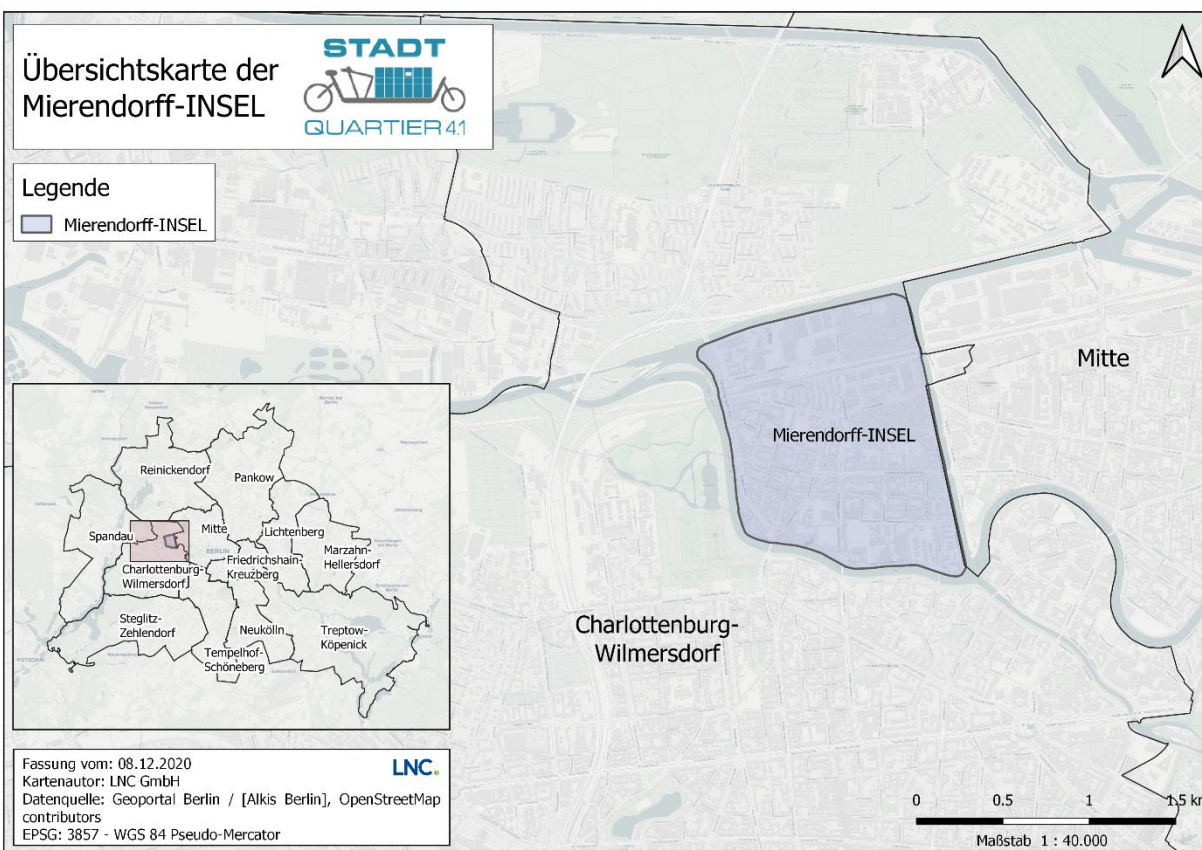 Übersichtskarte der
Mierendorff-INSEL
STADT
QUARTIER 4.1
Legende
Mierendorff-INSEL
Mitte
Mierendorff-INSEL
Charlottenburg-
Wilmersdorf
Reinickendorf
Pankow
Spandau
Mitte
Lichtenberg
BERLIN
Marzahn-
Hellersdorf
Friedrichshain-
Kreuzberg
Charlottenburg-
Wilmersdorf
Steglitz-
Zehlendorf
Neukölln
Treptow-
Köpenick
Tempelhof-
Schöneberg
POTSDAM
Fassung vom: 08.12.2020
LNC
Kartenautor: LNC GmbH
Datenquelle: Geoportal Berlin / [Alkis Berlin], OpenStreetMap
contributors
EPSG: 3857 - WGS 84 Pseudo-Mercator
0 0.5 1 1.5 km
Maßstab 1 : 40.000